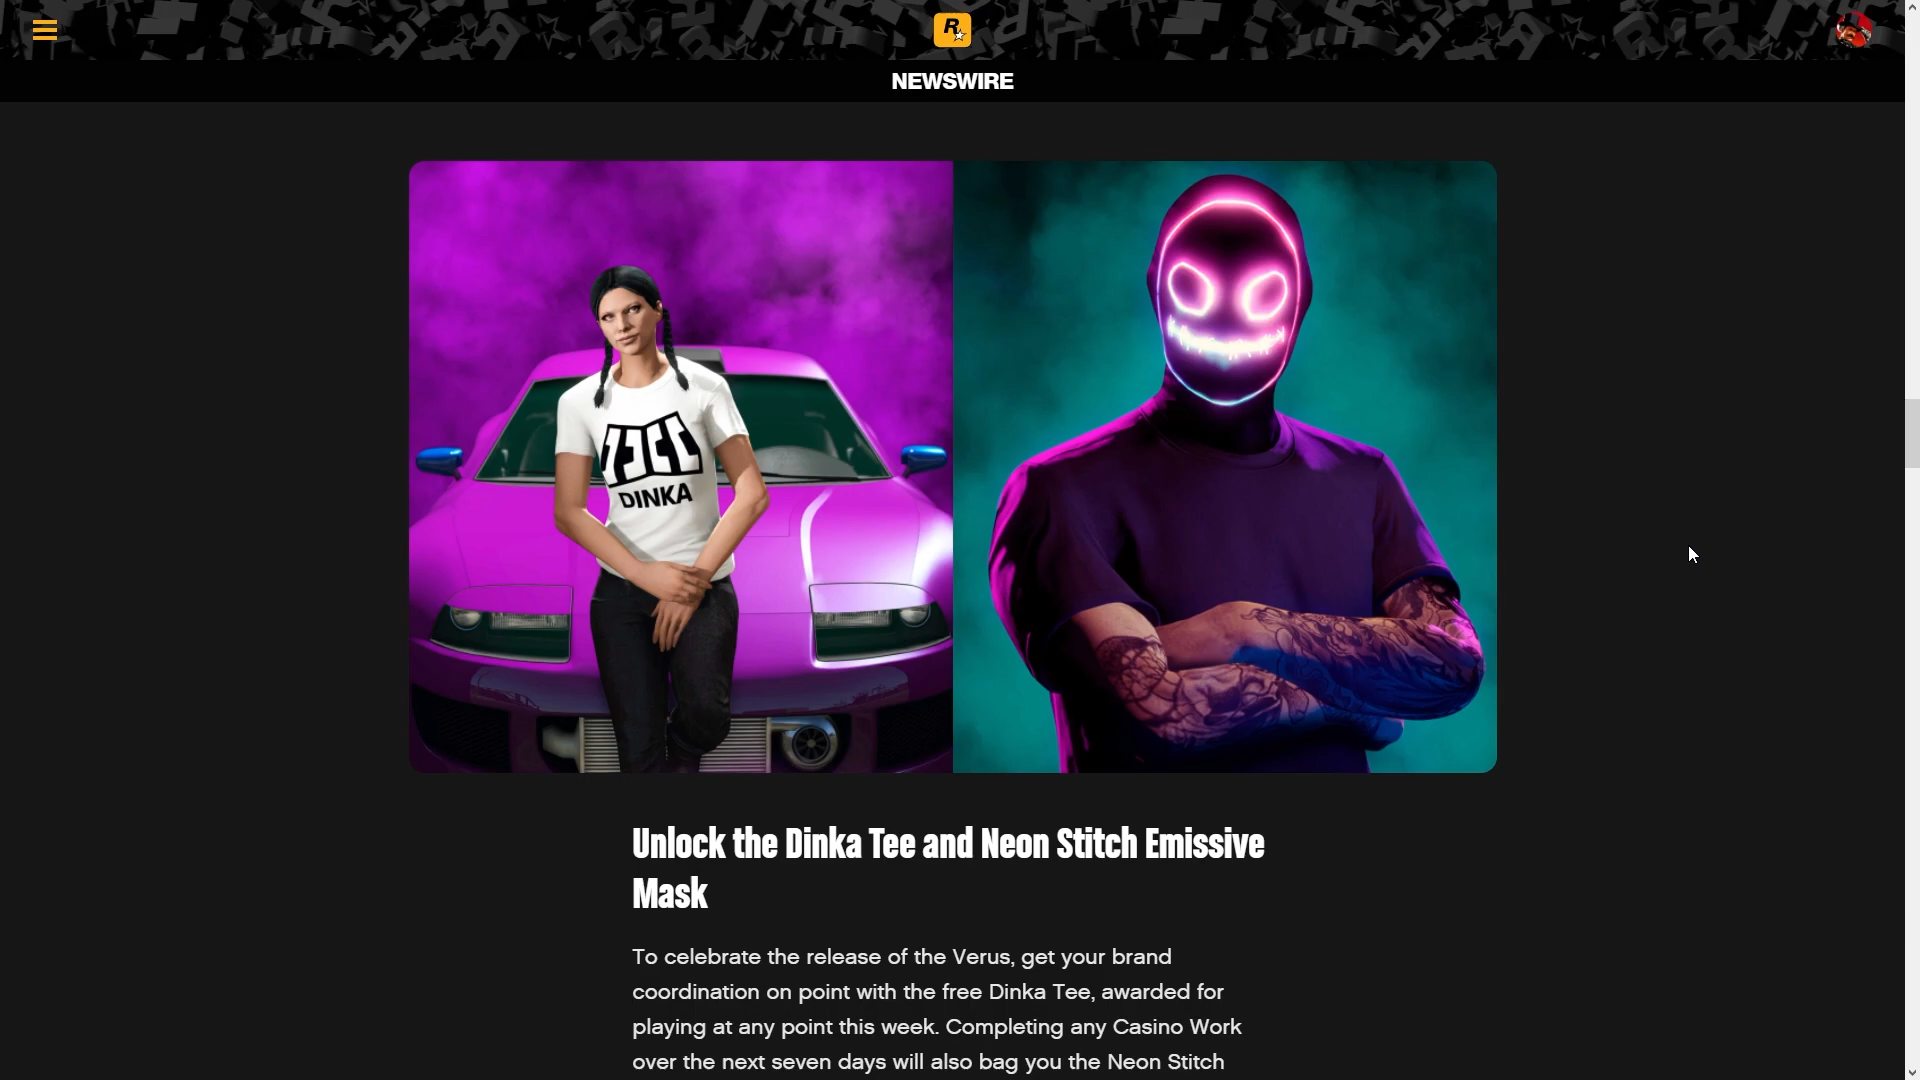 R
NEWSWIRE
DINKA
Unlock the Dinka Tee and Neon Stitch Emissive
Mask
To celebrate the release of the Verus, get your brand
coordination on point with the free Dinka Tee, awarded for
playing at any point this week. Completing any Casino Work
over the next seven days will also bag you the Neon Stitch